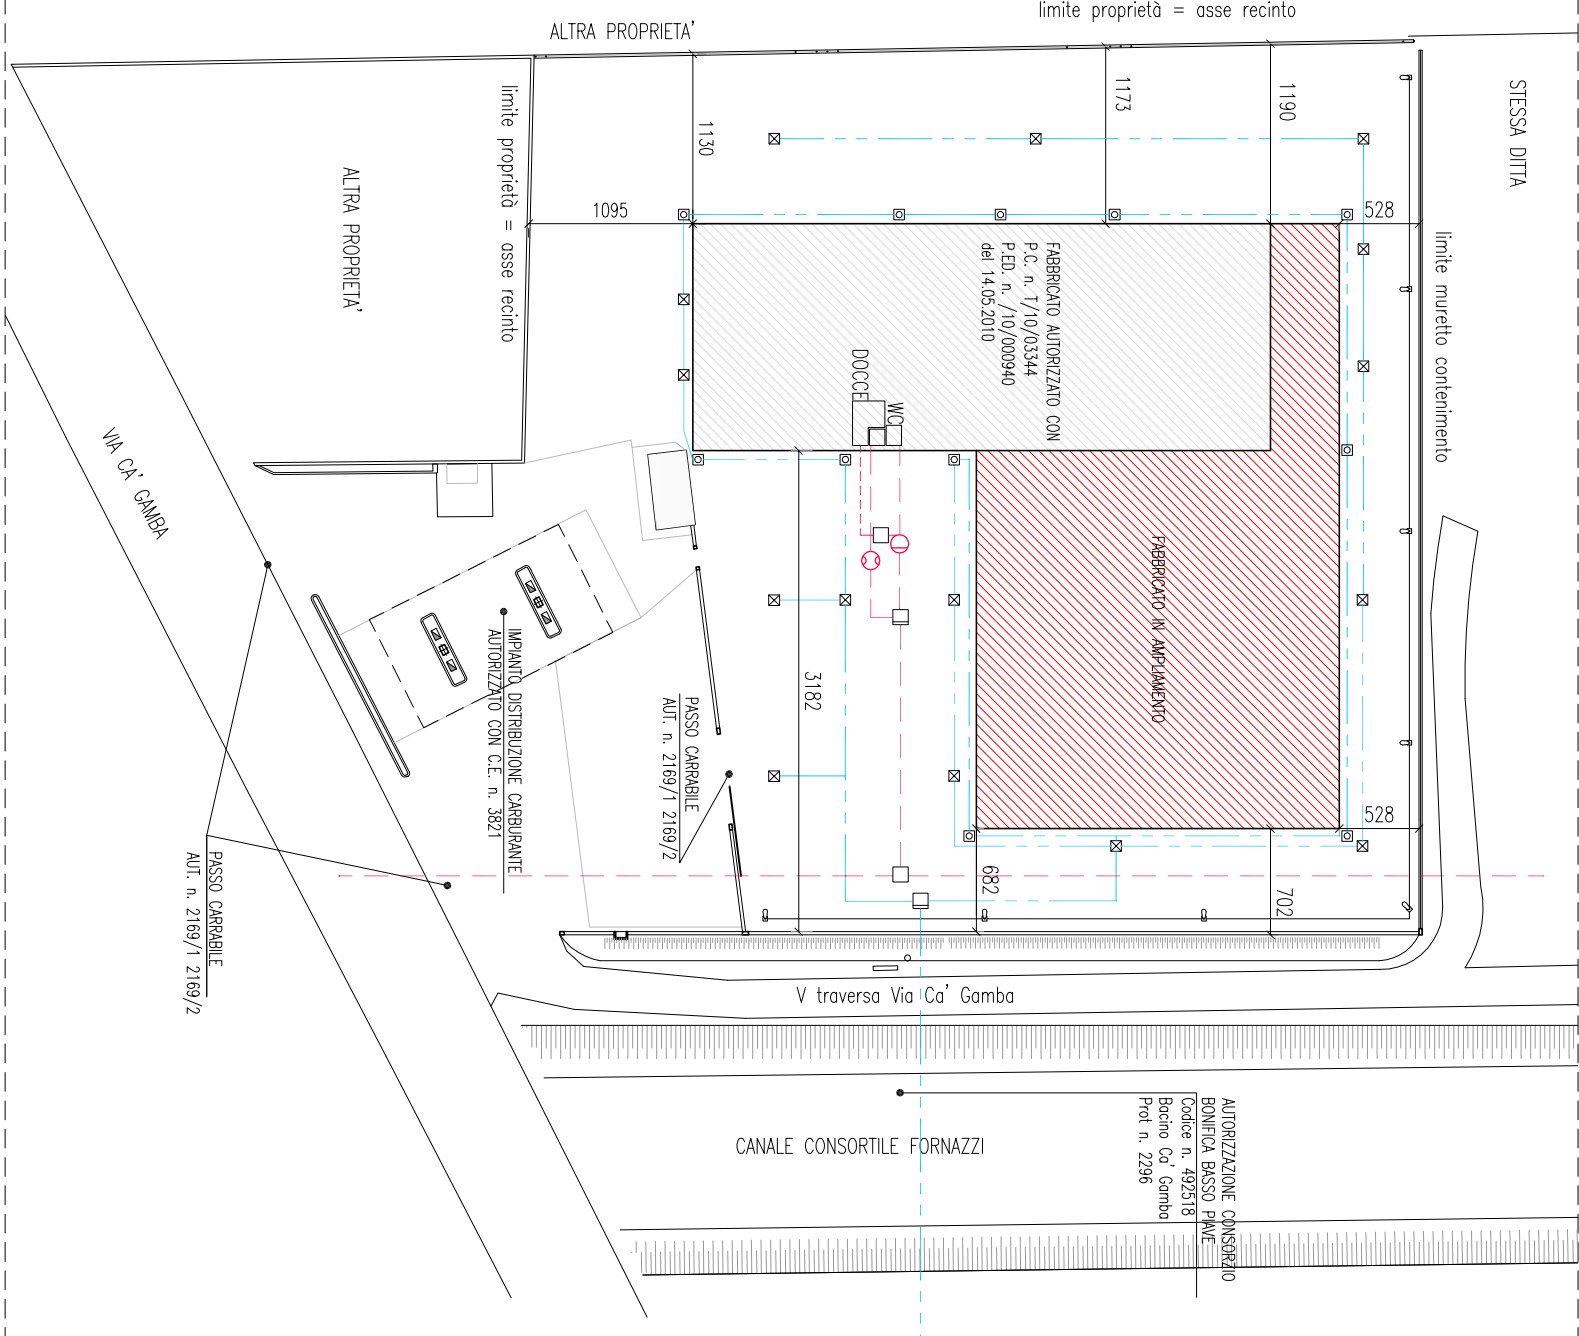 limite proprietà = asse recinto
ALTRA PROPRIETA'
STESSA DITTA
1173
1190
1130
limite proprietà = asse recinto
ALTRA PROPRIETA'
1095
528
limite muretto contenimento
FABBRICATO AUTORIZZATO CON
P.C. n. T/10/03344
P.ED. n. /10/000940
del 14.05.2010
DOCCE
WC
VIA CA' GAMBA
FABBRICATO IN AMPLIAMENTO
IMPIANTO DISTRIBUZIONE CARBURANTE
AUTORIZZATO CON C.E. n. 3821
PASSO CARRABILE
AUT. n. 2169/1 2169/2
3182
528
682
702
PASSO CARRABILE
AUT. n. 2169/1 2169/2
V traversa Via Ca' Gamba
CANALE CONSORTILE FORNAZZI
AUTORIZZAZIONE CONSORZIO
BONIFICA BASSO PIAVE
Codice n. 492518
Bacino Ca' Gamba
Prot n. 2296